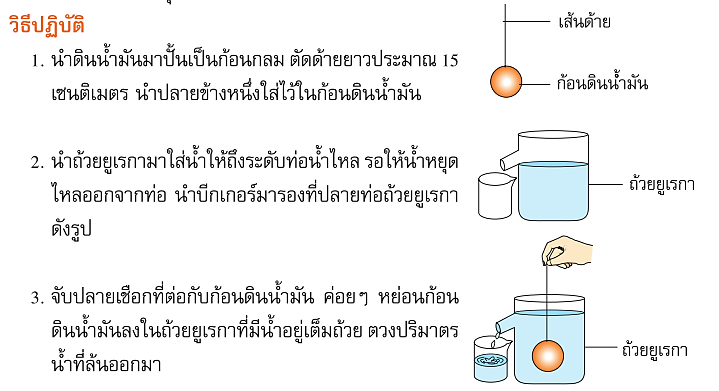 วิธีปฏิบัติ
1. นำดินน้ำมันมาปั้นเป็นก้อนกลม ตัดด้ายยาวประมาณ 15
เซนติเมตร นำปลายข้างหนึ่งใส่ไว้ในก้อนดินน้ำมัน
เส้นด้าย
ก้อนดินน้ำมัน
2. นำถ้วยยูเรกามาใส่น้ำให้ถึงระดับท่อน้ำไหล รอให้น้ำหยุด
ไหลออกจากท่อ นำบีกเกอร์มารองที่ปลายท่อถ้วยยูเรกา
ดังรูป
ถ้วยยูเรกา
3. จับปลายเชือกที่ต่อกับก้อนดินน้ำมัน ค่อยๆ หย่อนก้อน
ดินน้ำมันลงในถ้วยยูเรกาที่มีน้ำอยู่เต็มถ้วย ตวงปริมาตร
น้ำที่ล้นออกมา
ถ้วยยูเรกา